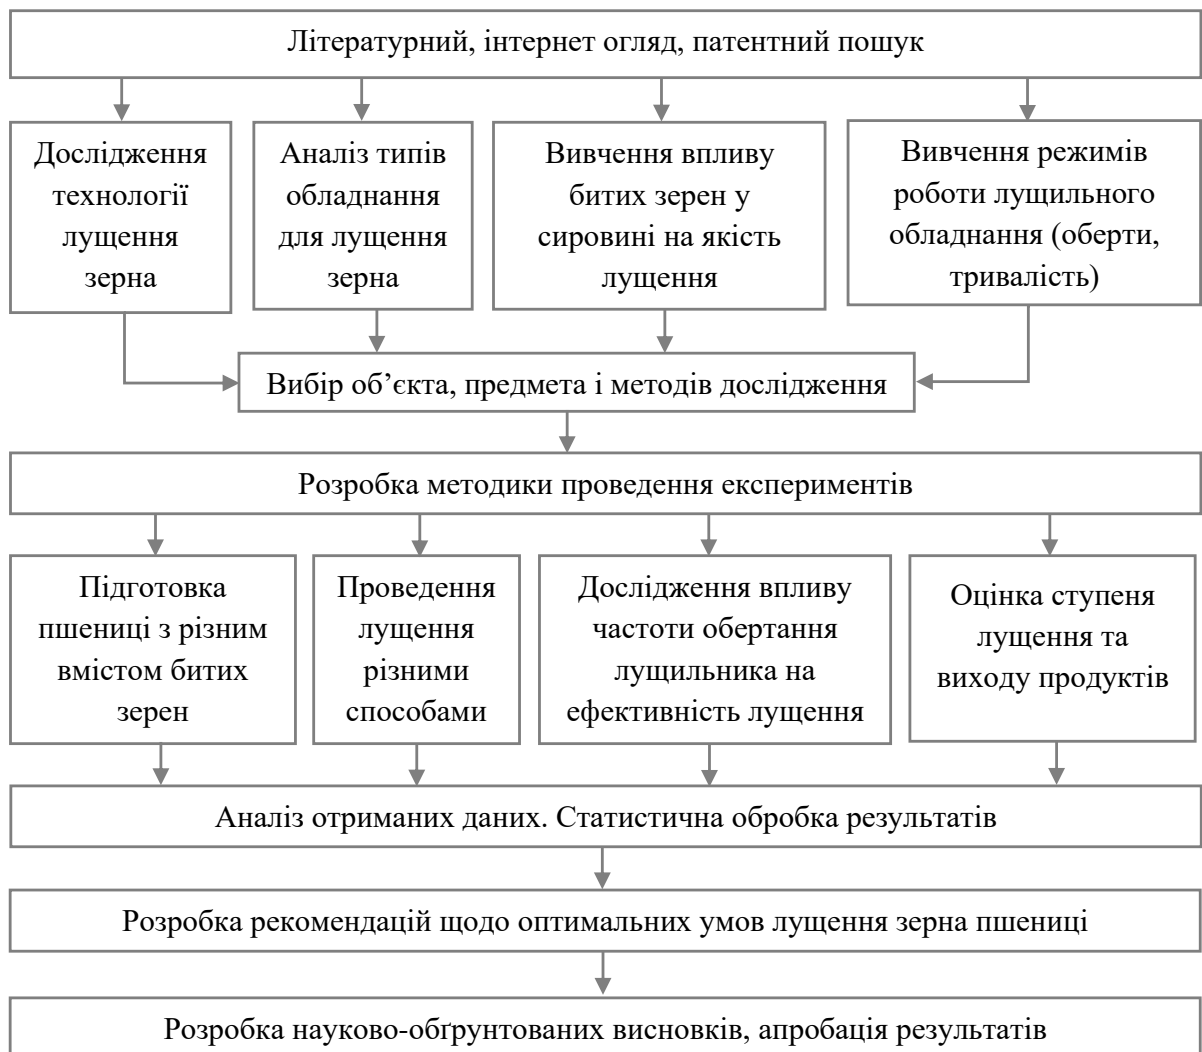 Літературний, інтернет огляд, патентний пошук
Дослідження
технології
лущення
зерна
Аналіз типів
обладнання
для лущення
зерна
Вивчення впливу
битих зерен у
сировині на якість
лущення
Вивчення режимів
роботи лущильного
обладнання (оберти,
тривалість)
Вибір об’єкта, предмета і методів дослідження
Розробка методики проведення експериментів
Підготовка
пшениці з різним
вмістом битих
зерен
Проведення
лущення
різними
способами
Дослідження впливу
частоти обертання
лущильника на
ефективність лущення
Оцінка ступеня
лущення та
виходу продуктів
Аналіз отриманих даних. Статистична обробка результатів
Розробка рекомендацій щодо оптимальних умов лущення зерна пшениці
Розробка науково-обґрунтованих висновків, апробація результатів